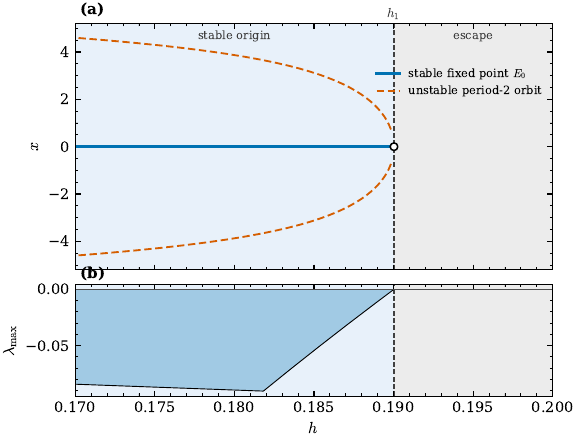 (a)
h₁
stable origin
escape
stable fixed point E₀
unstable period-2 orbit
4
2
0
−2
−4
x
(b)
0.00
−0.05
λmax
0.170
0.175
0.180
0.185
0.190
0.195
0.200
h